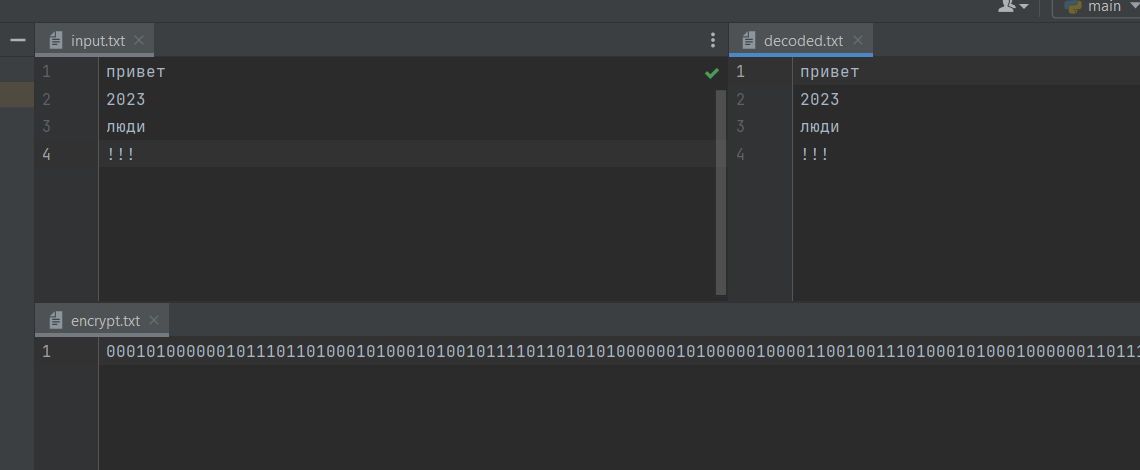 main
input.txt
1 привет
2 2023
3 люди
4 !!!
decoded.txt
1 привет
2 2023
3 люди
4 !!!
encrypt.txt
1